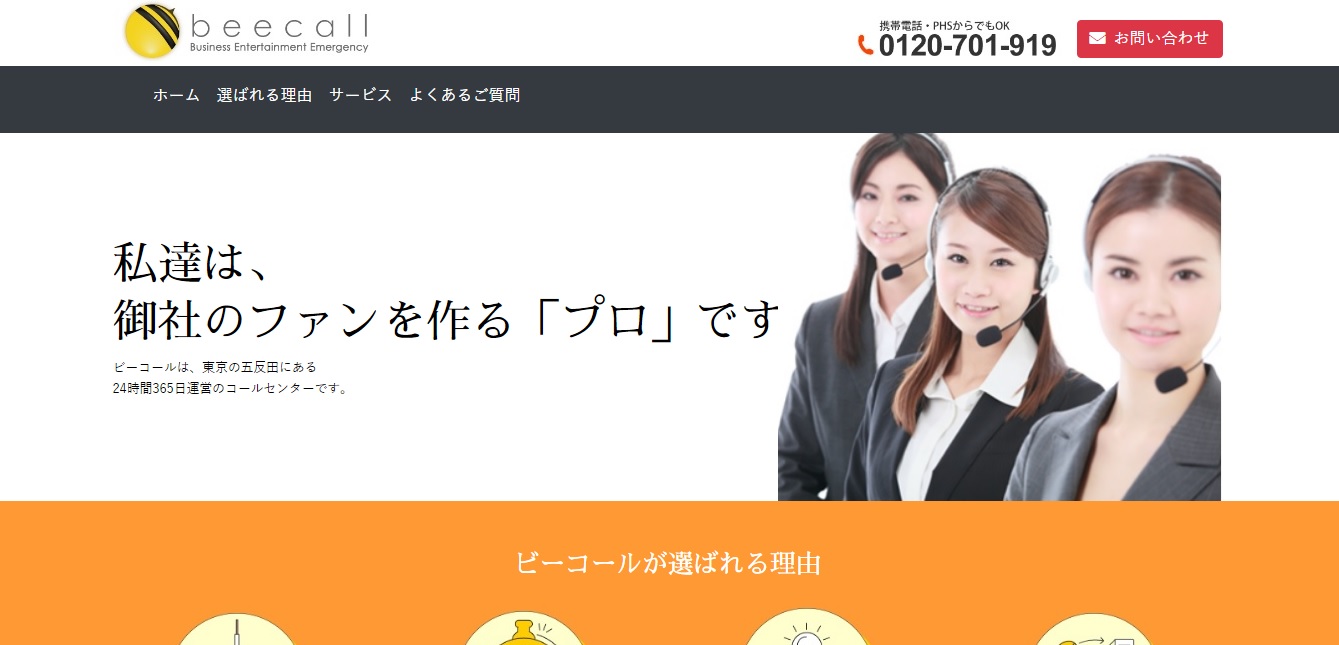 beecall
Business Entertainment Emergency
携帯電話・PHSからでもOK
0120-701-919
お問い合わせ
ホーム 選ばれる理由 サービス よくあるご質問
私達は、
御社のファンを作る「プロ」です
ビーコールは、東京の五反田にある
24時間365日運営のコールセンターです。
ビーコールが選ばれる理由